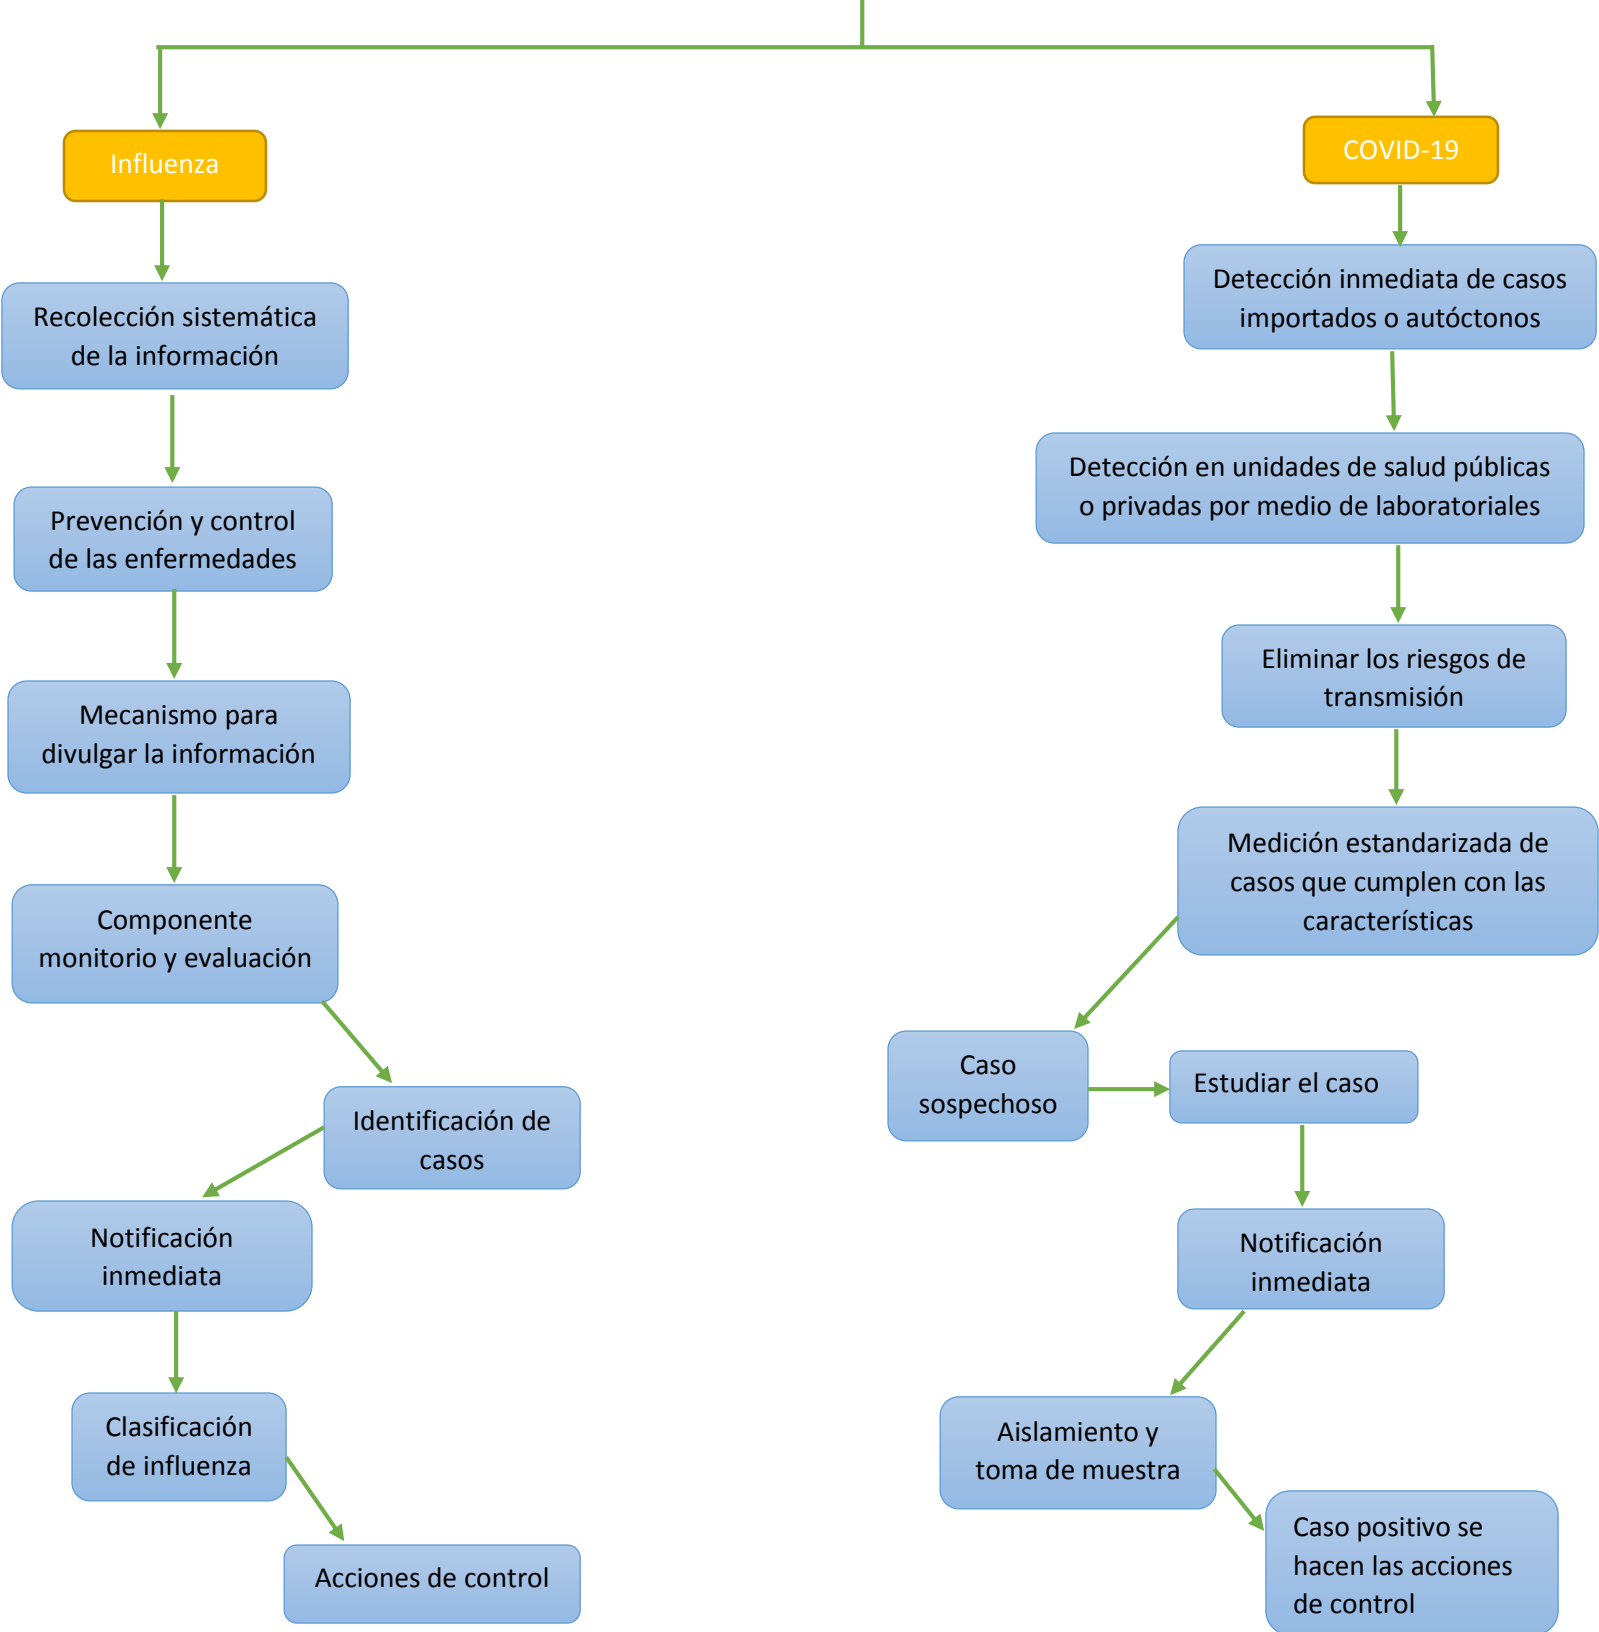 Influenza
Recolección sistemática
de la información
Prevención y control
de las enfermedades
Mecanismo para
divulgar la información
Componente
monitorio y evaluación
Identificación de
casos
Notificación
inmediata
Clasificación
de influenza
Acciones de control
COVID-19
Detección inmediata de casos
importados o autóctonos
Detección en unidades de salud públicas
o privadas por medio de laboratoriales
Eliminar los riesgos de
transmisión
Medición estandarizada de
casos que cumplen con las
características
Caso
sospechoso
Estudiar el caso
Notificación
inmediata
Aislamiento y
toma de muestra
Caso positivo se
hacen las acciones
de control